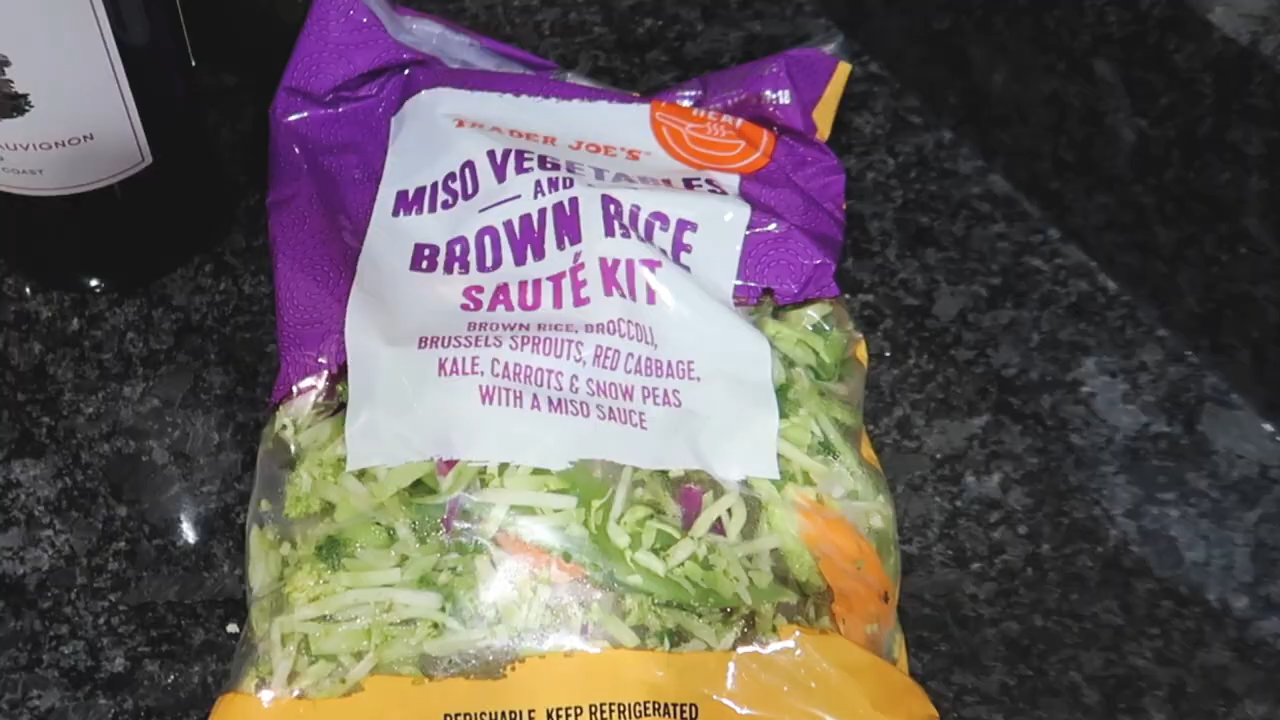 AUVIGNON
COAST
HEAT
TRADER JOE'S
MISO VEGETABLES
AND
BROWN RICE
SAUTÉ KIT
BROWN RICE, BROCCOLI,
BRUSSELS SPROUTS, RED CABBAGE,
KALE, CARROTS & SNOW PEAS
WITH A MISO SAUCE
PERISHABLE, KEEP REFRIGERATED